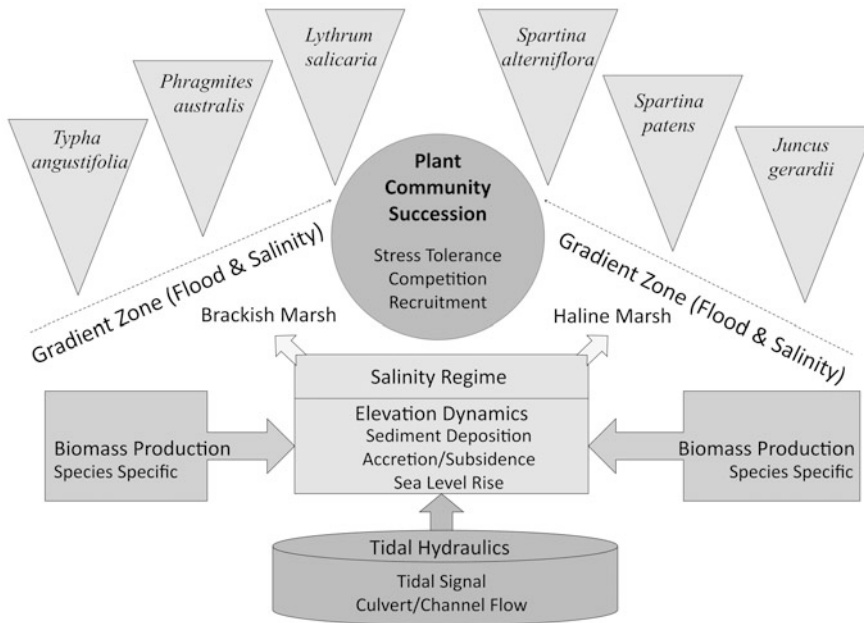 Lythrum
salicaria
Spartina
alterniflora
Phragmites
australis
Spartina
patens
Typha
angustifolia
Juncus
gerardii
Plant
Community
Succession
Stress Tolerance
Competition
Recruitment
Gradient Zone (Flood & Salinity)
Gradient Zone (Flood & Salinity)
Brackish Marsh
Haline Marsh
Salinity Regime
Elevation Dynamics
Sediment Deposition
Accretion/Subsidence
Sea Level Rise
Biomass Production
Species Specific
Biomass Production
Species Specific
Tidal Hydraulics
Tidal Signal
Culvert/Channel Flow